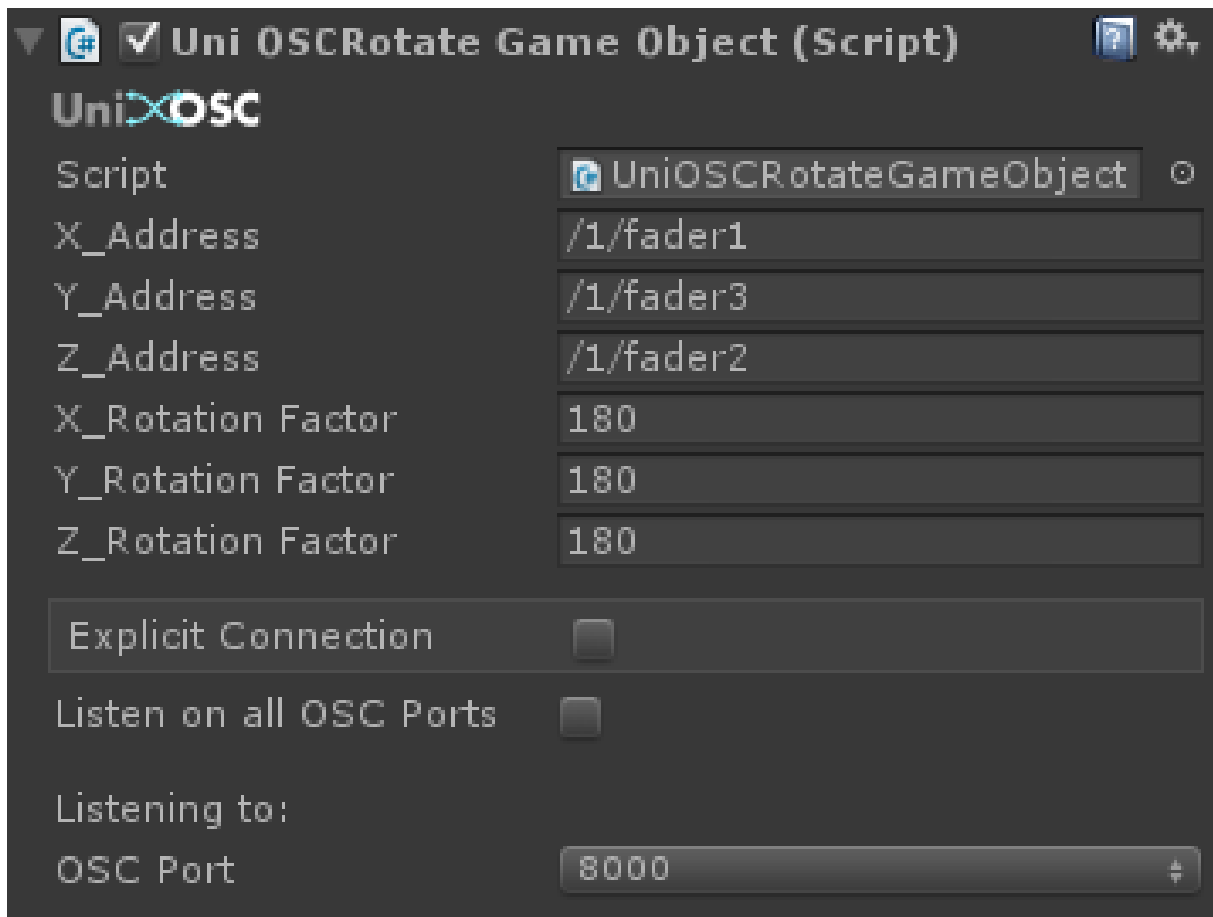 Uni OSCRotate Game Object (Script)
UniOSC
Script UniOSCRotateGameObject
X_Address /1/fader1
Y_Address /1/fader3
Z_Address /1/fader2
X_Rotation Factor 180
Y_Rotation Factor 180
Z_Rotation Factor 180
Explicit Connection
Listen on all OSC Ports
Listening to:
OSC Port 8000